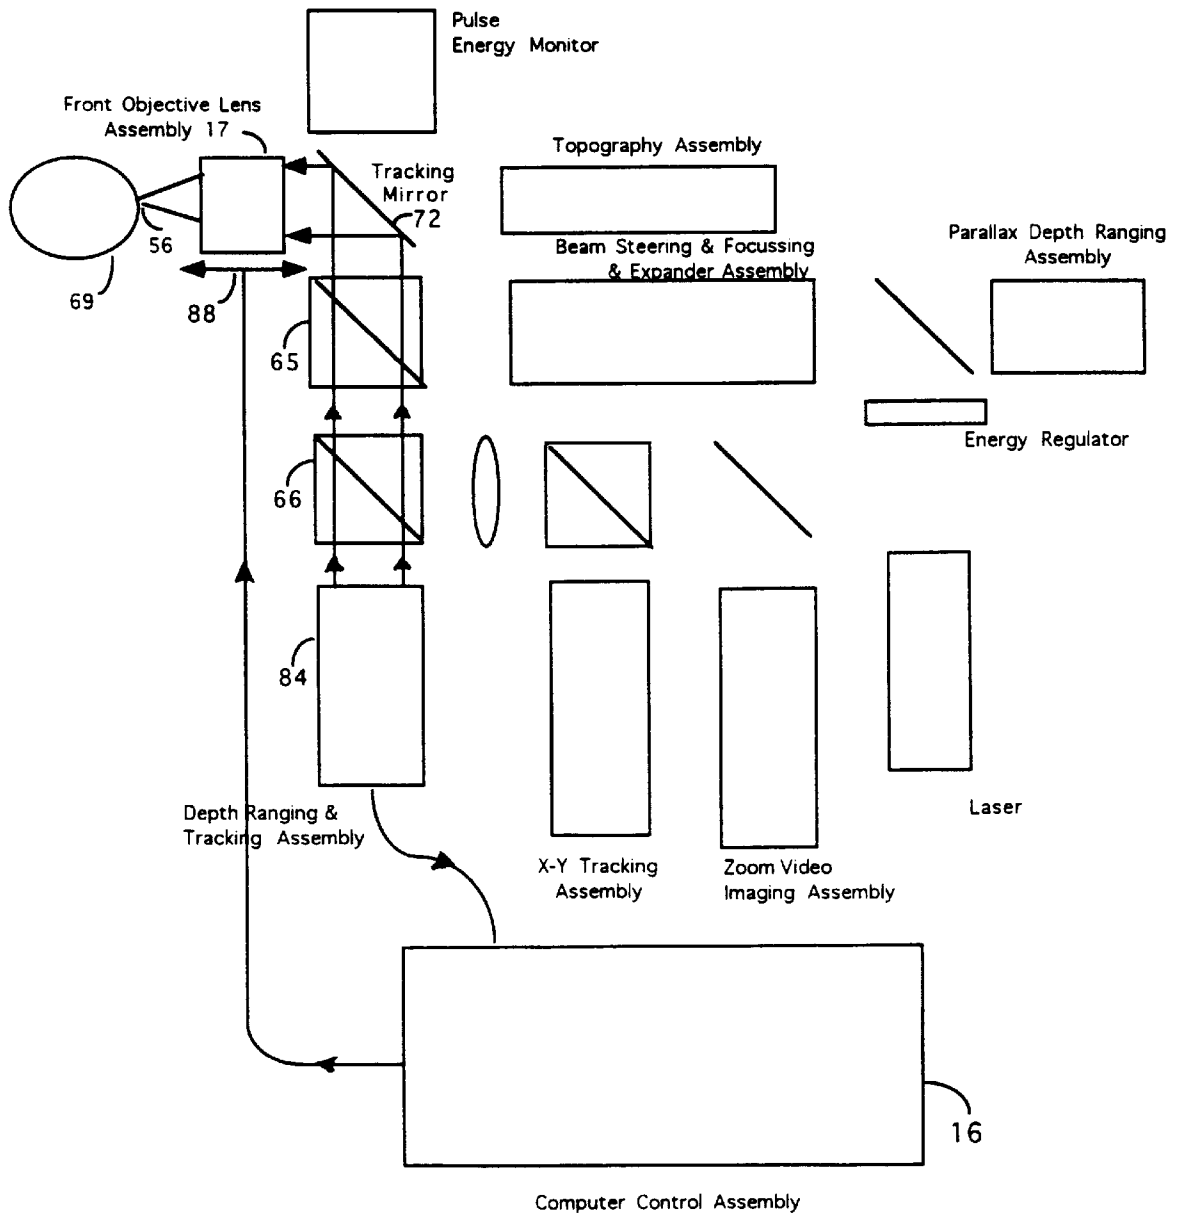 Pulse
Energy Monitor
Front Objective Lens
Assembly 17
Topography Assembly
Tracking
Mirror
72
Beam Steering & Focussing
& Expander Assembly
Parallax Depth Ranging
Assembly
56
69
88
65
Energy Regulator
66
84
Laser
Depth Ranging &
Tracking Assembly
X-Y Tracking
Assembly
Zoom Video
Imaging Assembly
16
Computer Control Assembly